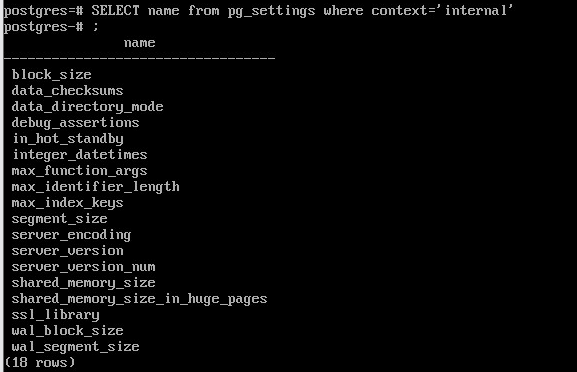 postgres=# SELECT name from pg_settings where context='internal'
postgres-# ;
name
---------------------------------
block_size
data_checksums
data_directory_mode
debug_assertions
in_hot_standby
integer_datetimes
max_function_args
max_identifier_length
max_index_keys
segment_size
server_encoding
server_version
server_version_num
shared_memory_size
shared_memory_size_in_huge_pages
ssl_library
wal_block_size
wal_segment_size
(18 rows)